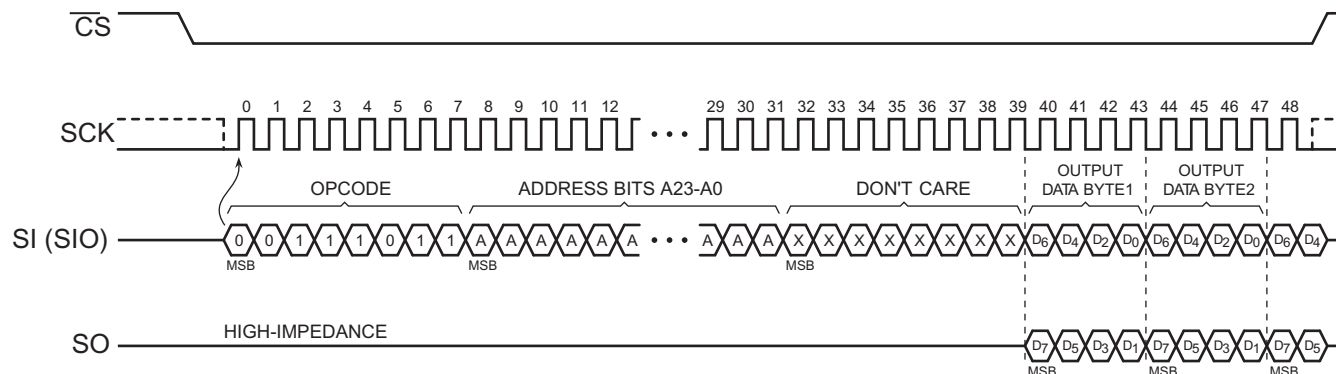 CS
0 1 2 3 4 5 6 7 8 9 10 11 12 29 30 31 32 33 34 35 36 37 38 39 40 41 42 43 44 45 46 47 48
SCK
OPCODE ADDRESS BITS A23-A0 DON'T CARE OUTPUT DATA BYTE1 OUTPUT DATA BYTE2
SI (SIO) 0 0 1 1 1 0 1 1 A A A A A A A A A X X X X X X X X D6 D4 D2 D0 D6 D4 D2 D0 D6 D4
MSB MSB MSB
HIGH-IMPEDANCE
SO D7 D5 D3 D1 D7 D5 D3 D1 D7 D5
MSB MSB MSB